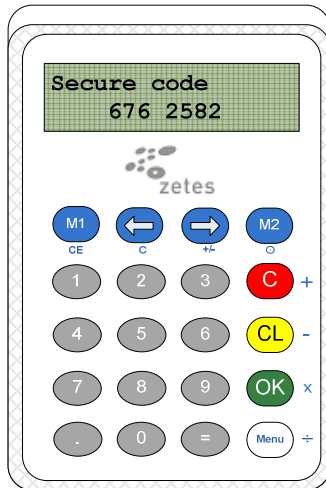 Secure code
676 2582
zetes
M1 M2
CE C +/- ⊙
1 2 3 C +
4 5 6 CL -
7 8 9 OK x
. 0 = Menu ÷